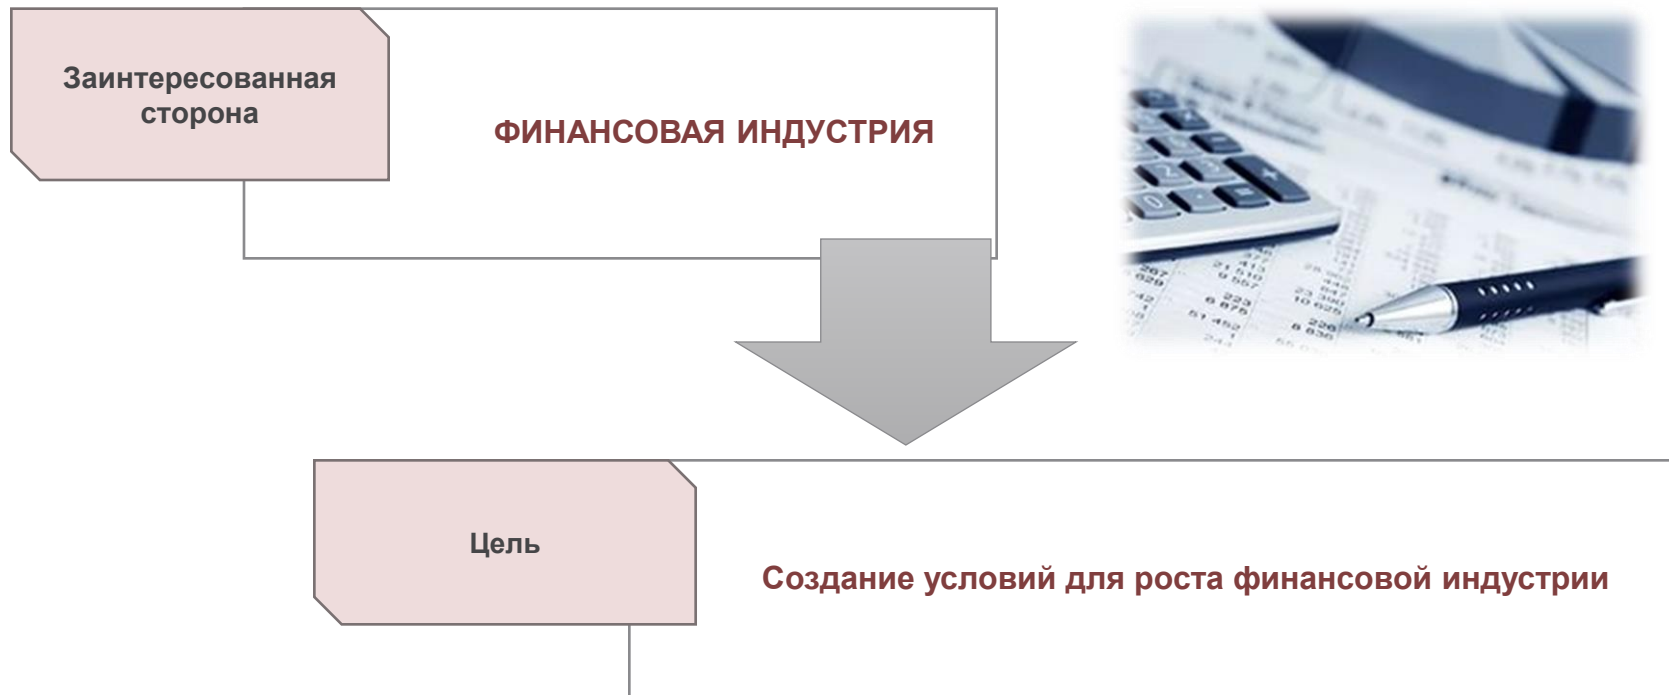 Заинтересованная
сторона
ФИНАНСОВАЯ ИНДУСТРИЯ
Цель
Создание условий для роста финансовой индустрии